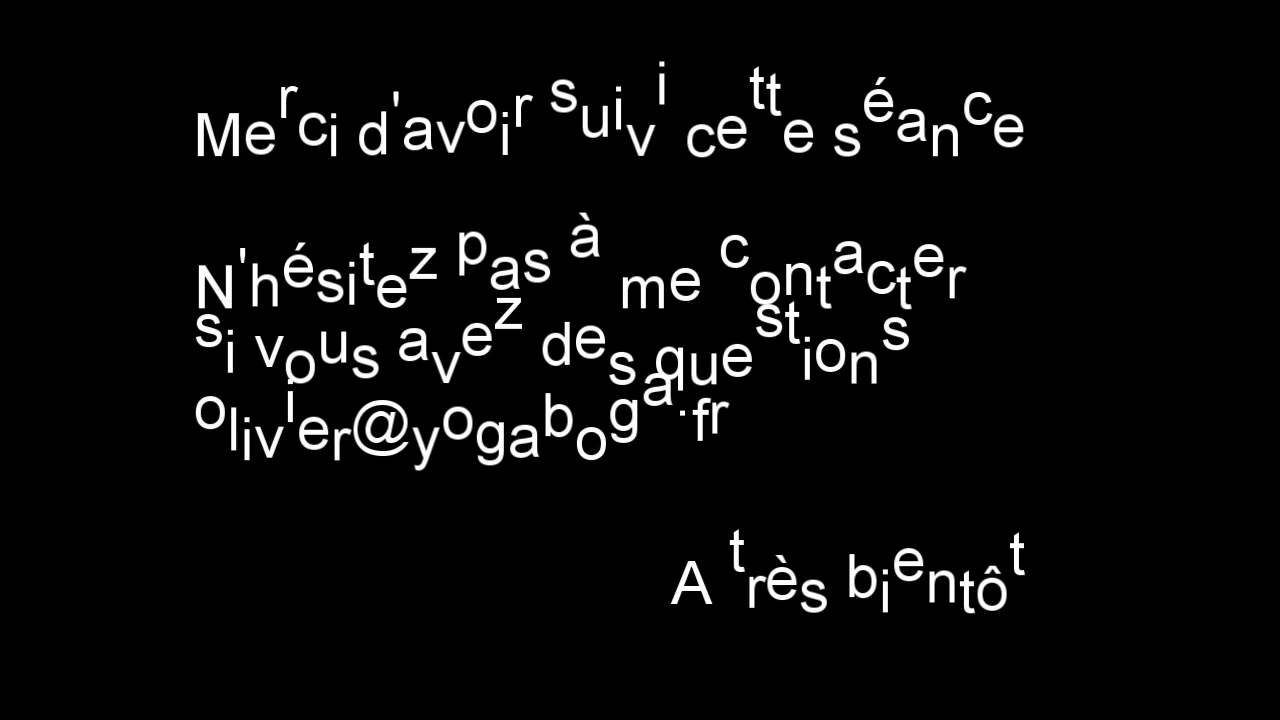 Merci d'avoir suivi cette séance
N'hésitez pas à me contacter
si vous avez des questions
olivier@yogaboga.fr
A très bientôt